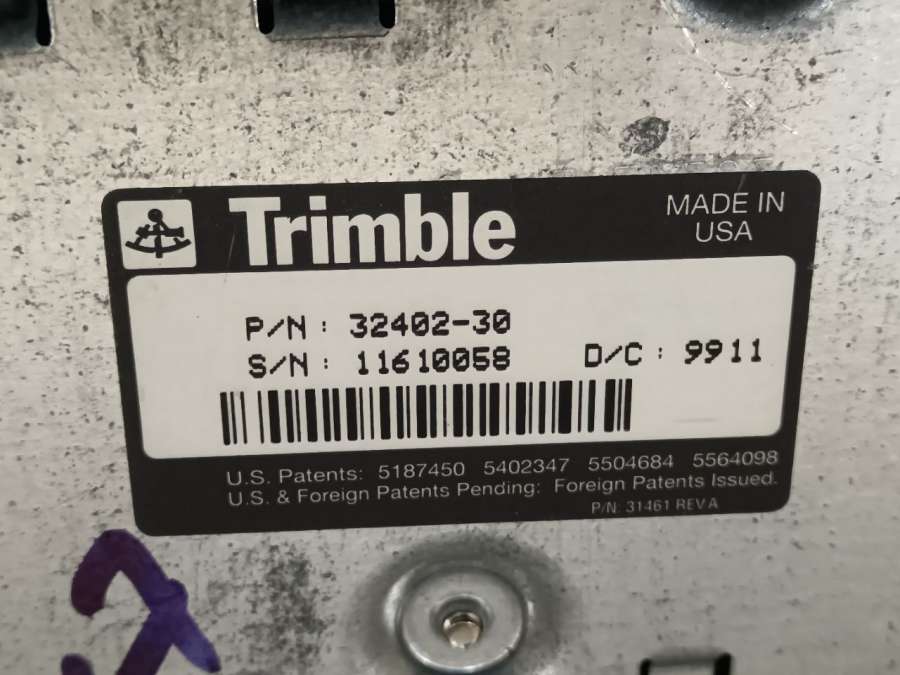 Trimble
MADE IN
USA
P/N : 32402-30
S/N : 11610058
D/C : 9911
U.S. Patents: 5187450 5402347 5504684 5564098
U.S. & Foreign Patents Pending: Foreign Patents Issued.
P/N: 31461 REV A